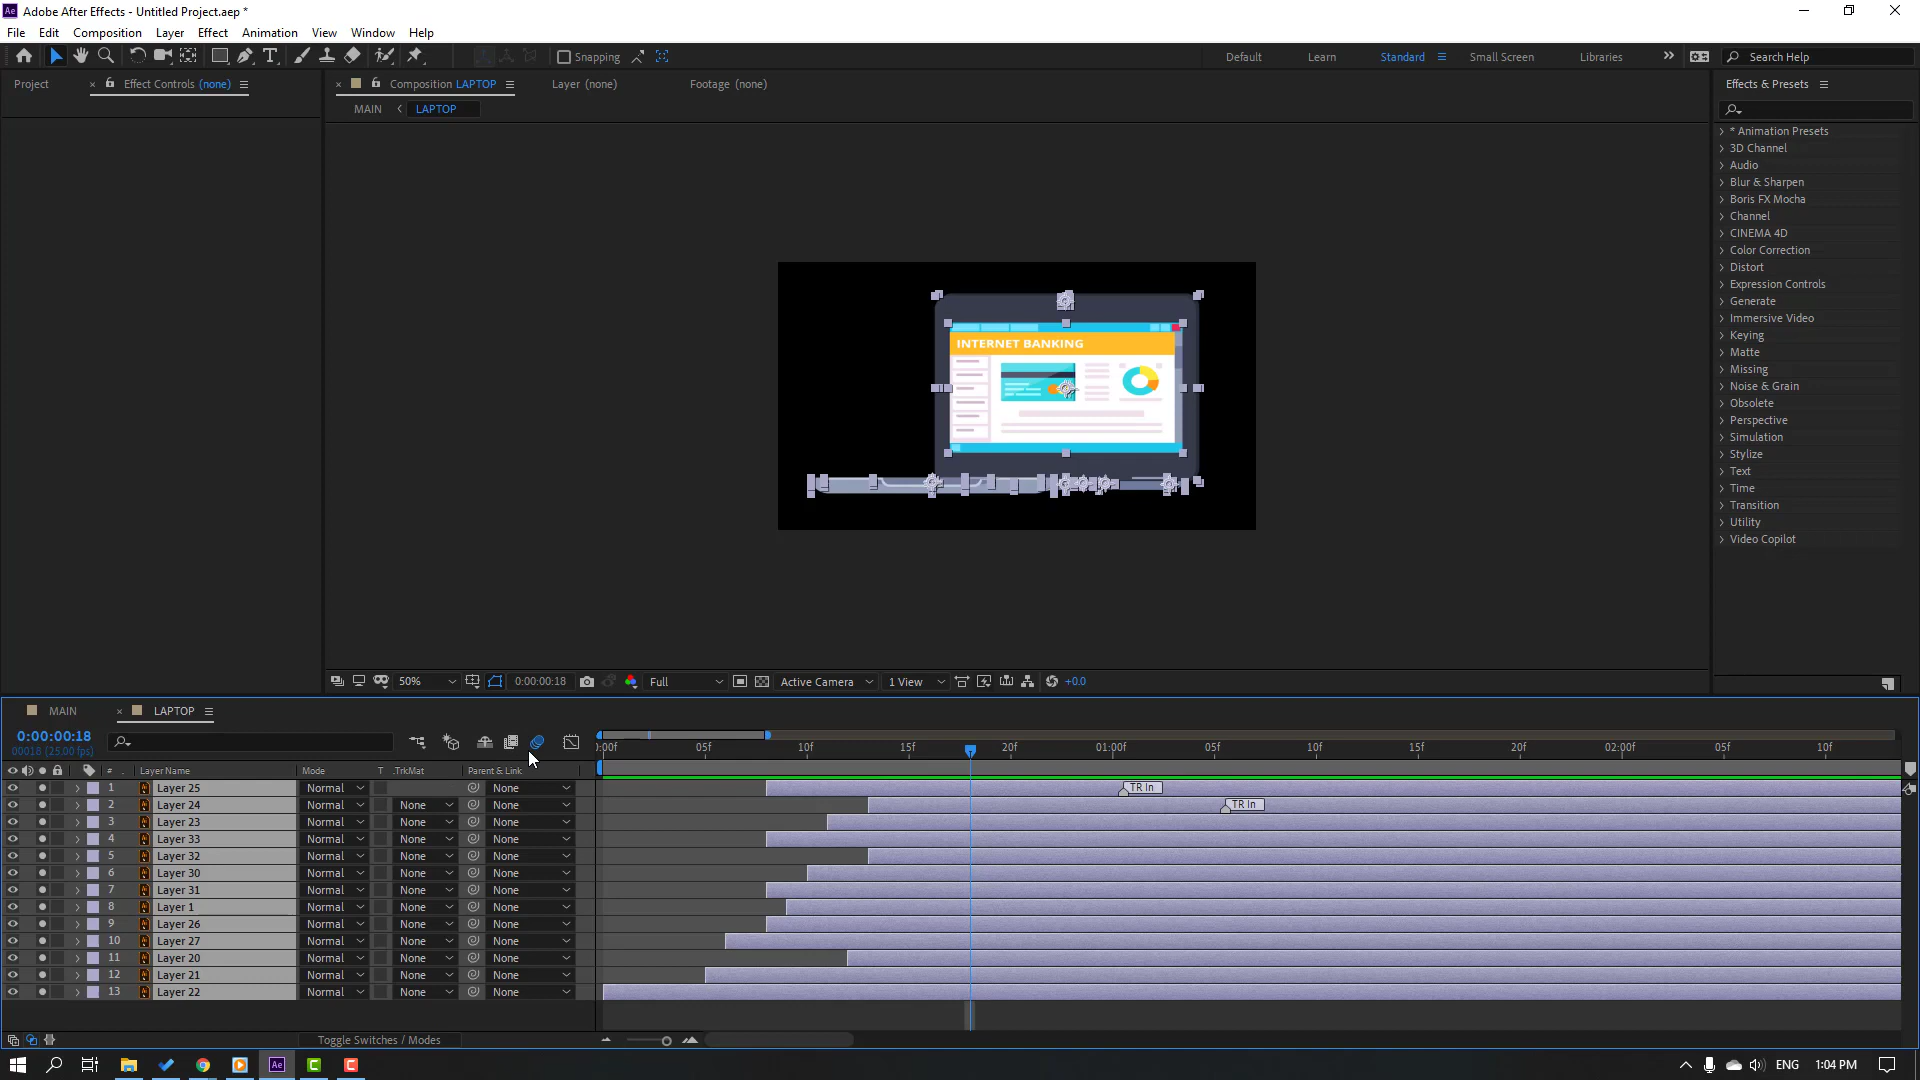 Adobe After Effects - Untitled Project.aep *
File Edit Composition Layer Effect Animation View Window Help
Snapping Default Learn Standard Small Screen Libraries Search Help
Project Effect Controls (none) Composition LAPTOP Layer (none) Footage (none) Effects & Presets
MAIN LAPTOP
* Animation Presets
3D Channel
Audio
Blur & Sharpen
Boris FX Mocha
Channel
CINEMA 4D
Color Correction
Distort
Expression Controls
Generate
Immersive Video
Keying
Matte
Missing
Noise & Grain
Obsolete
Perspective
Simulation
Stylize
Text
Time
Transition
Utility
Video Copilot
INTERNET BANKING
50% 0:00:00:18 Full Active Camera 1 View +0.0
MAIN LAPTOP
0:00:00:18
00018 (25.00 fps)
:00f 05f 10f 15f 20f 01:00f 05f 10f 15f 20f 02:00f 05f 10f
# Layer Name Mode T .TrkMat Parent & Link
1 Layer 25 Normal None TR In
2 Layer 24 Normal None None TR In
3 Layer 23 Normal None None
4 Layer 33 Normal None None
5 Layer 32 Normal None None
6 Layer 30 Normal None None
7 Layer 31 Normal None None
8 Layer 1 Normal None None
9 Layer 26 Normal None None
10 Layer 27 Normal None None
11 Layer 20 Normal None None
12 Layer 21 Normal None None
13 Layer 22 Normal None None
Toggle Switches / Modes
ENG 1:04 PM